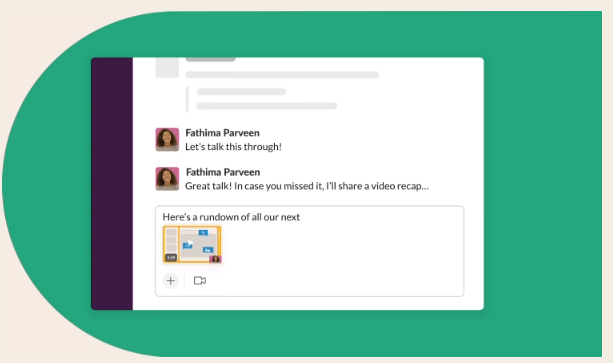 Fathima Parveen
Let's talk this through!
Fathima Parveen
Great talk! In case you missed it, I'll share a video recap...
Here's a rundown of all our next